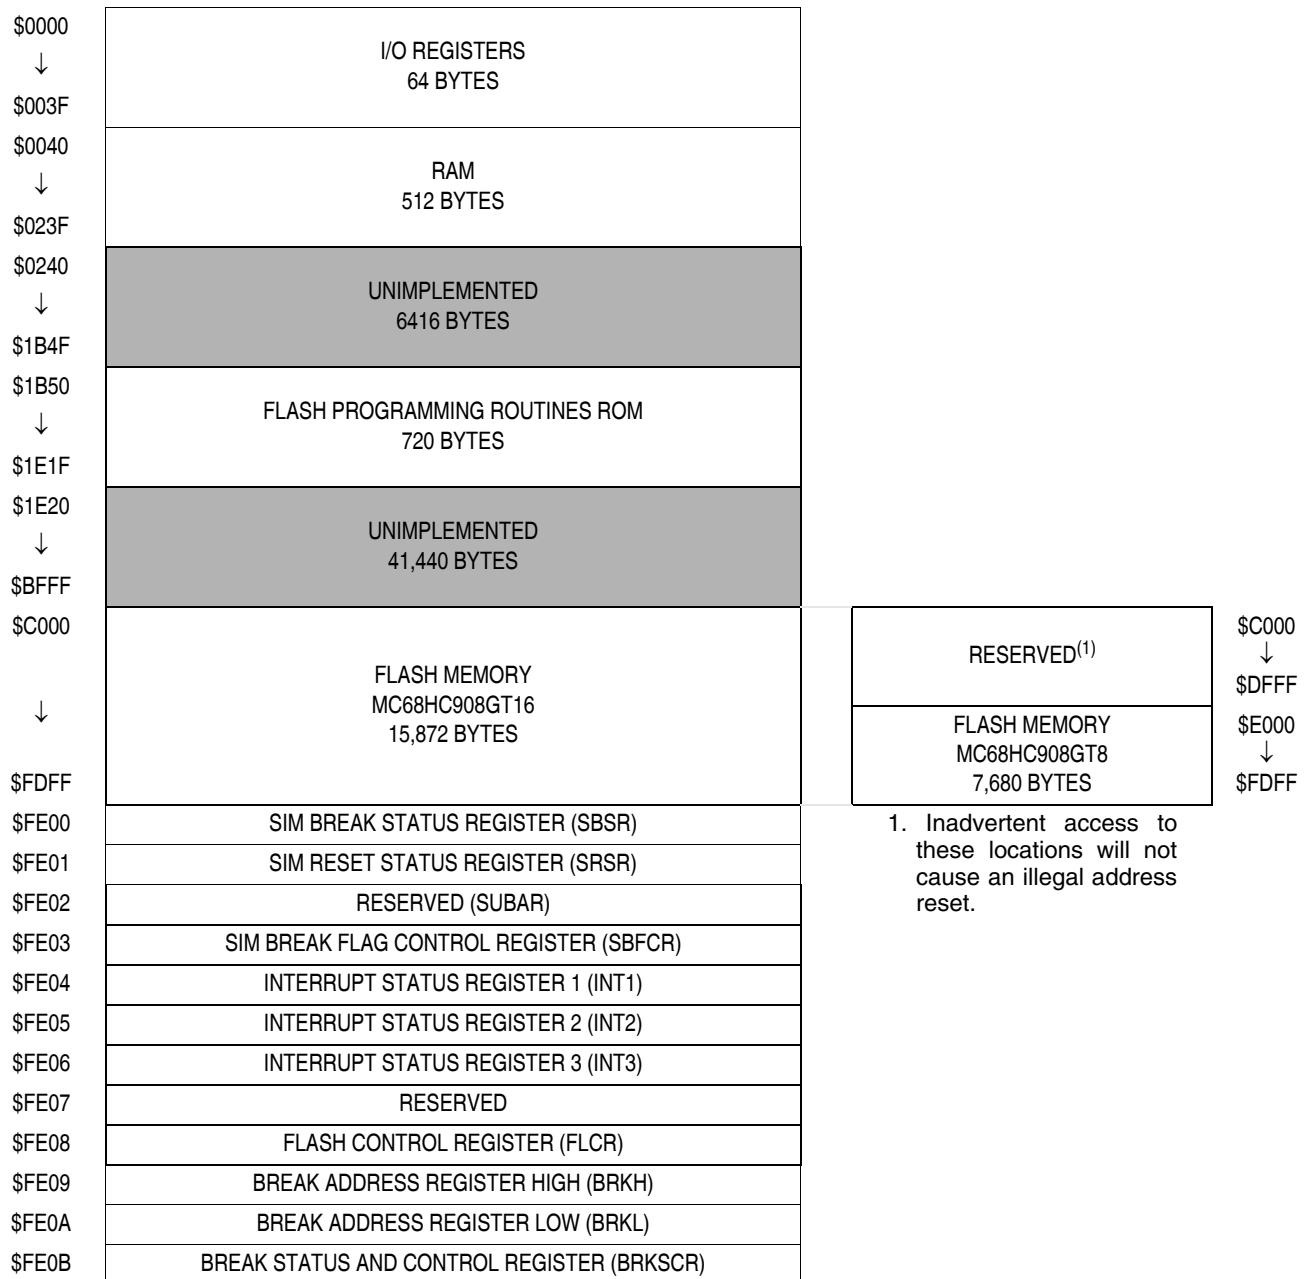 $0000
↓
$003F
I/O REGISTERS
64 BYTES
$0040
↓
$023F
RAM
512 BYTES
$0240
↓
$1B4F
UNIMPLEMENTED
6416 BYTES
$1B50
↓
$1E1F
FLASH PROGRAMMING ROUTINES ROM
720 BYTES
$1E20
↓
$BFFF
UNIMPLEMENTED
41,440 BYTES
$C000
↓
$FDFF
FLASH MEMORY
MC68HC908GT16
15,872 BYTES
RESERVED(1)
$C000
↓
$DFFF
FLASH MEMORY
MC68HC908GT8
7,680 BYTES
$E000
↓
$FDFF
$FE00 SIM BREAK STATUS REGISTER (SBSR)
$FE01 SIM RESET STATUS REGISTER (SRSR)
$FE02 RESERVED (SUBAR)
$FE03 SIM BREAK FLAG CONTROL REGISTER (SBFCR)
$FE04 INTERRUPT STATUS REGISTER 1 (INT1)
$FE05 INTERRUPT STATUS REGISTER 2 (INT2)
$FE06 INTERRUPT STATUS REGISTER 3 (INT3)
$FE07 RESERVED
$FE08 FLASH CONTROL REGISTER (FLCR)
$FE09 BREAK ADDRESS REGISTER HIGH (BRKH)
$FE0A BREAK ADDRESS REGISTER LOW (BRKL)
$FE0B BREAK STATUS AND CONTROL REGISTER (BRKSCR)
1. Inadvertent access to
these locations will not
cause an illegal address
reset.